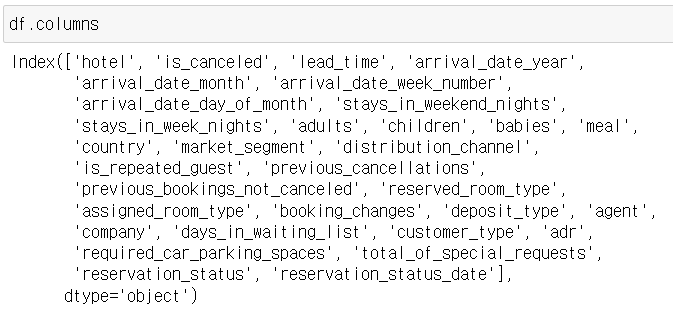 df.columns
Index(['hotel', 'is_canceled', 'lead_time', 'arrival_date_year',
'arrival_date_month', 'arrival_date_week_number',
'arrival_date_day_of_month', 'stays_in_weekend_nights',
'stays_in_week_nights', 'adults', 'children', 'babies', 'meal',
'country', 'market_segment', 'distribution_channel',
'is_repeated_guest', 'previous_cancellations',
'previous_bookings_not_canceled', 'reserved_room_type',
'assigned_room_type', 'booking_changes', 'deposit_type', 'agent',
'company', 'days_in_waiting_list', 'customer_type', 'adr',
'required_car_parking_spaces', 'total_of_special_requests',
'reservation_status', 'reservation_status_date'],
dtype='object')